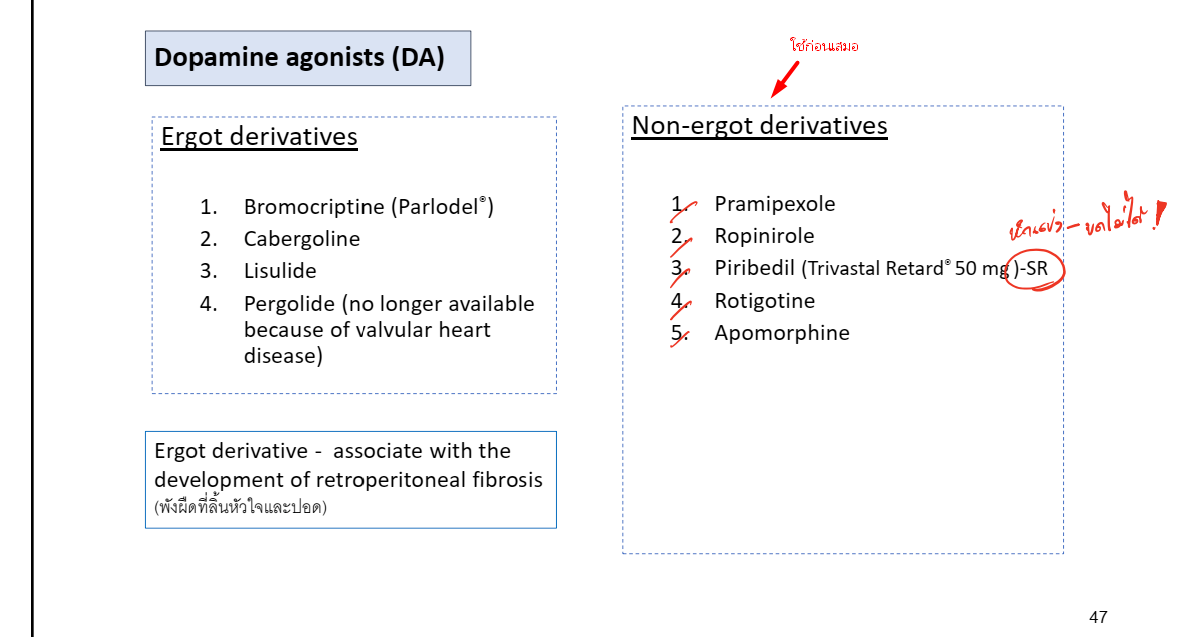 Dopamine agonists (DA)
ใช้ก่อนเสมอ
Ergot derivatives
1. Bromocriptine (Parlodel®)
2. Cabergoline
3. Lisulide
4. Pergolide (no longer available
because of valvular heart
disease)
Ergot derivative - associate with the
development of retroperitoneal fibrosis
(พังผืดที่ลิ้นหัวใจและปอด)
Non-ergot derivatives
1. Pramipexole
2. Ropinirole
หักแบ่ง - บดไม่ได้ !
3. Piribedil (Trivastal Retard® 50 mg )-SR
4. Rotigotine
5. Apomorphine
47